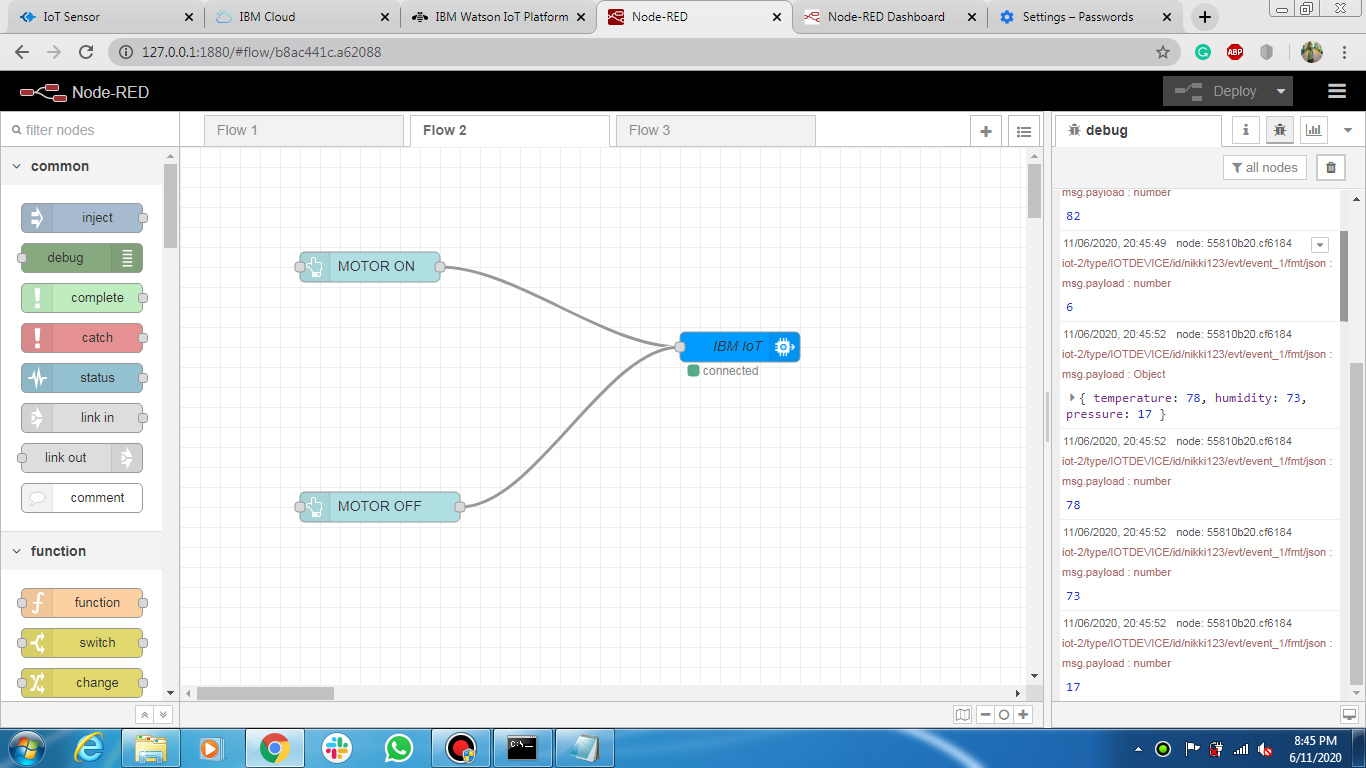 IoT Sensor
IBM Cloud
IBM Watson IoT Platform
Node-RED
Node-RED Dashboard
Settings – Passwords
127.0.0.1:1880/#flow/b8ac441c.a62088
ABP
Node-RED
Deploy
filter nodes
Flow 1
Flow 2
Flow 3
debug
all nodes
common
inject
debug
complete
catch
status
link in
link out
comment
function
function
switch
change
MOTOR ON
IBM IoT
connected
MOTOR OFF
msg.payload : number
82
11/06/2020, 20:45:49 node: 55810b20.cf6184
iot-2/type/IOTDEVICE/id/nikki123/evt/event_1/fmt/json :
msg.payload : number
6
11/06/2020, 20:45:52 node: 55810b20.cf6184
iot-2/type/IOTDEVICE/id/nikki123/evt/event_1/fmt/json :
msg.payload : Object
{ temperature: 78, humidity: 73,
pressure: 17 }
11/06/2020, 20:45:52 node: 55810b20.cf6184
iot-2/type/IOTDEVICE/id/nikki123/evt/event_1/fmt/json :
msg.payload : number
78
11/06/2020, 20:45:52 node: 55810b20.cf6184
iot-2/type/IOTDEVICE/id/nikki123/evt/event_1/fmt/json :
msg.payload : number
73
11/06/2020, 20:45:52 node: 55810b20.cf6184
iot-2/type/IOTDEVICE/id/nikki123/evt/event_1/fmt/json :
msg.payload : number
17
8:45 PM
6/11/2020